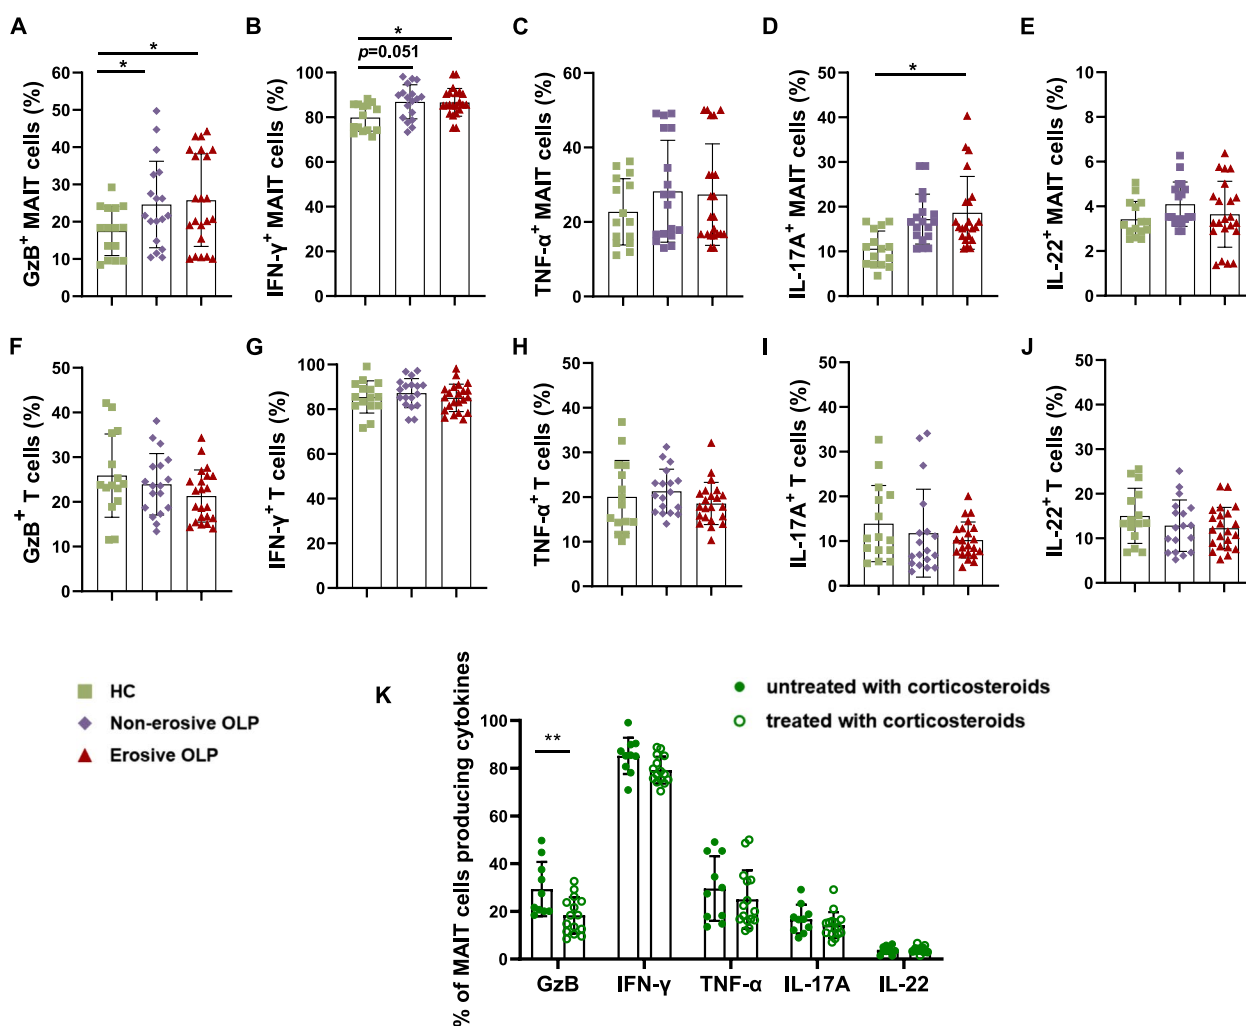 A
B
C
D
E
*
*
*
p=0.051
*
GzB+ MAIT cells (%)
60
50
40
30
20
10
0
IFN-γ+ MAIT cells (%)
100
80
60
40
20
0
TNF-α+ MAIT cells (%)
60
40
20
0
IL-17A+ MAIT cells (%)
50
40
30
20
10
0
IL-22+ MAIT cells (%)
10
8
6
4
2
0
F
G
H
I
J
GzB+ T cells (%)
50
40
30
20
10
0
IFN-γ+ T cells (%)
100
80
60
40
20
0
TNF-α+ T cells (%)
50
40
30
20
10
0
IL-17A+ T cells (%)
50
40
30
20
10
0
IL-22+ T cells (%)
50
40
30
20
10
0
HC
Non-erosive OLP
Erosive OLP
K
untreated with corticosteroids
treated with corticosteroids
% of MAIT cells producing cytokines
100
80
60
40
20
0
**
GzB
IFN-γ
TNF-α
IL-17A
IL-22